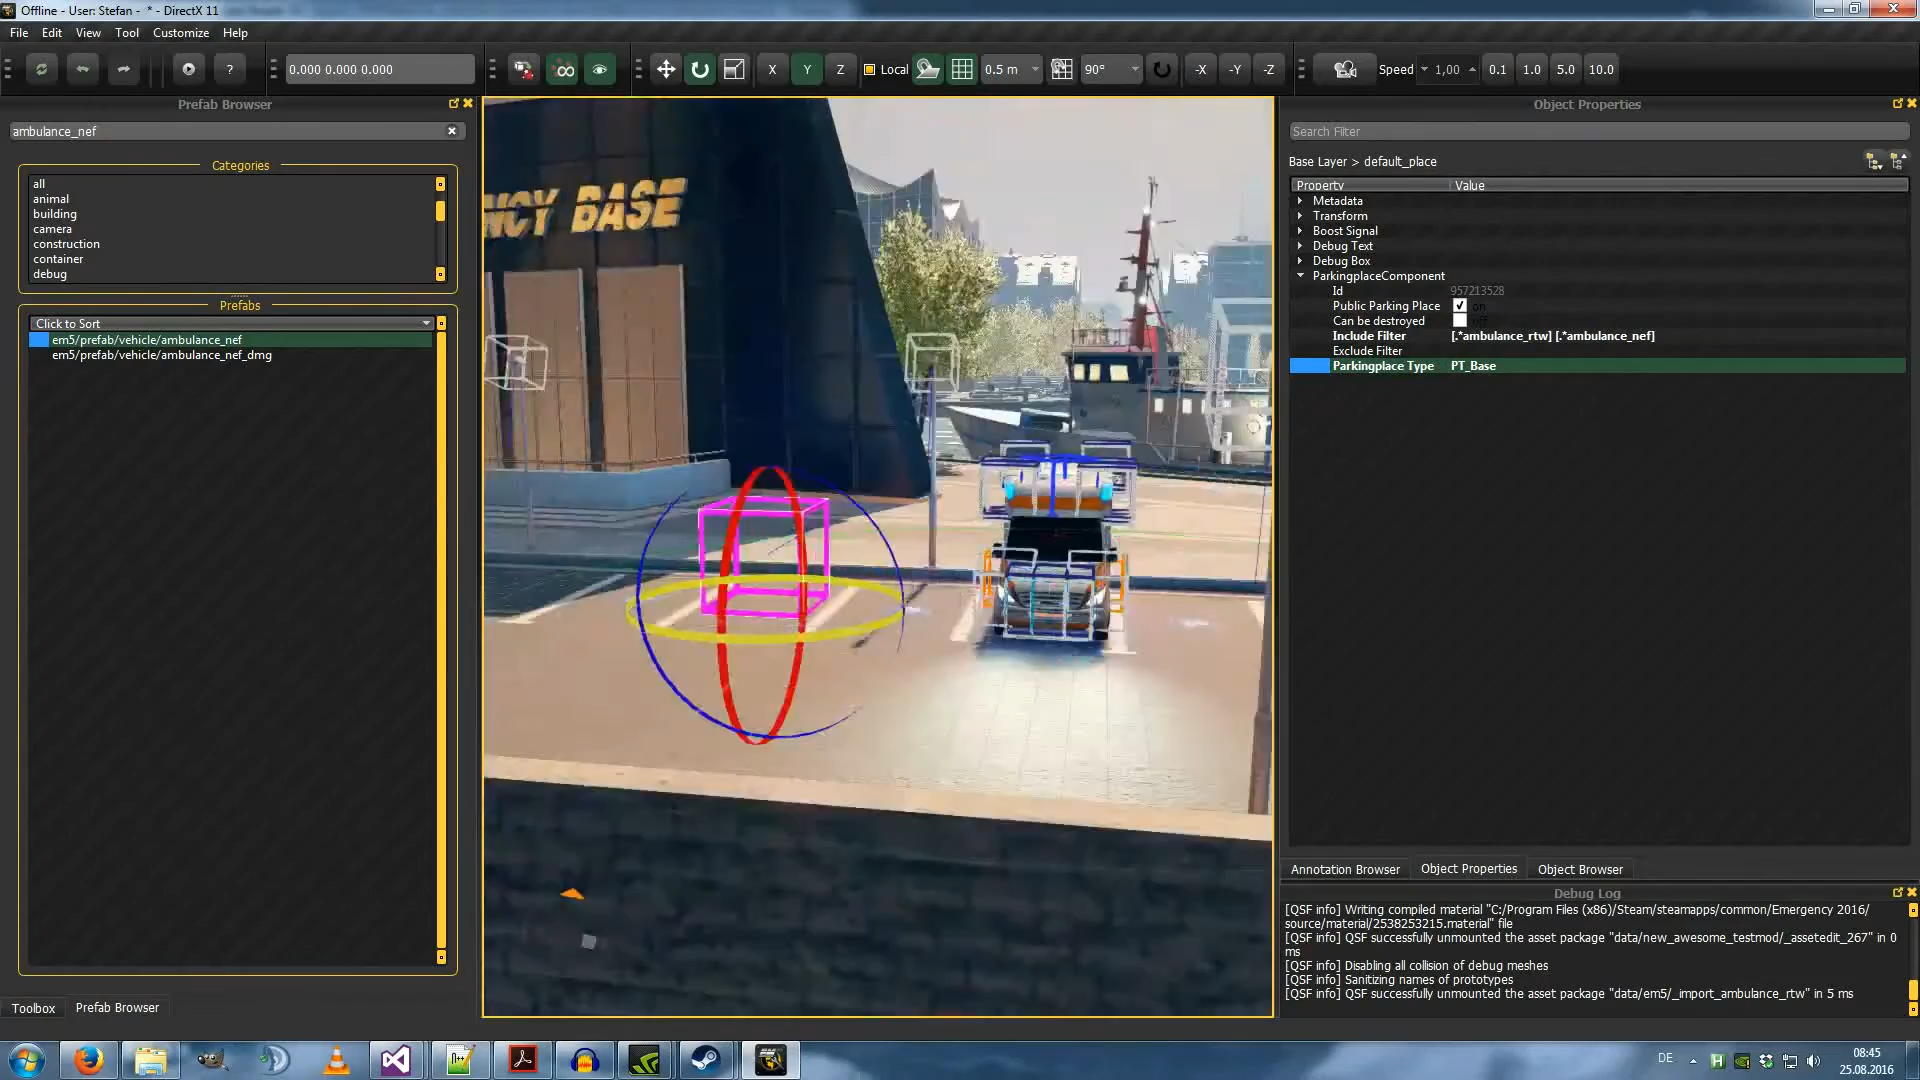 Offline - User: Stefan - * - DirectX 11
File Edit View Tool Customize Help
0.000 0.000 0.000
X Y Z Local 0.5 m 90° -X -Y -Z Speed 1,00 0.1 1.0 5.0 10.0
Prefab Browser
ambulance_nef
Categories
all
animal
building
camera
construction
container
debug
Prefabs
Click to Sort
em5/prefab/vehicle/ambulance_nef
em5/prefab/vehicle/ambulance_nef_dmg
Toolbox Prefab Browser
NCY BASE
Object Properties
Search Filter
Base Layer > default_place
Property Value
Metadata
Transform
Boost Signal
Debug Text
Debug Box
ParkingplaceComponent
Id 957213528
Public Parking Place on
Can be destroyed off
Include Filter [.*ambulance_rtw] [.*ambulance_nef]
Exclude Filter
Parkingplace Type PT_Base
Annotation Browser Object Properties Object Browser
Debug Log
[QSF info] Writing compiled material "C:/Program Files (x86)/Steam/steamapps/common/Emergency 2016/
source/material/2538253215.material" file
[QSF info] QSF successfully unmounted the asset package "data/new_awesome_testmod/_assetedit_267" in 0
ms
[QSF info] Disabling all collision of debug meshes
[QSF info] Sanitizing names of prototypes
[QSF info] QSF successfully unmounted the asset package "data/em5/_import_ambulance_rtw" in 5 ms
DE
08:45
25.08.2016